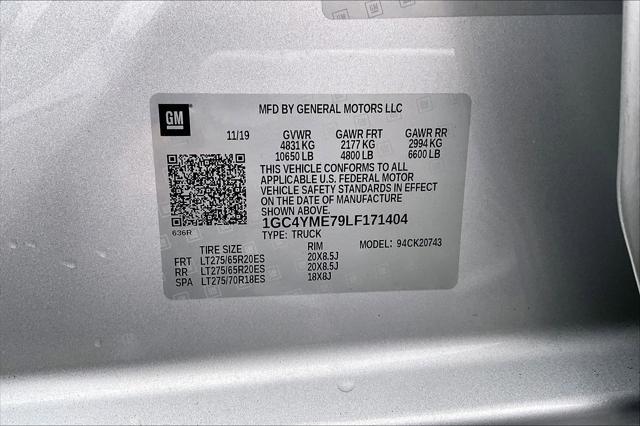 GM
MFD BY GENERAL MOTORS LLC
11/19 GVWR GAWR FRT GAWR RR
4831 KG 2177 KG 2994 KG
10650 LB 4800 LB 6600 LB
THIS VEHICLE CONFORMS TO ALL
APPLICABLE U.S. FEDERAL MOTOR
VEHICLE SAFETY STANDARDS IN EFFECT
ON THE DATE OF MANUFACTURE
SHOWN ABOVE.
1GC4YME79LF171404
636R
TYPE: TRUCK
TIRE SIZE RIM MODEL: 94CK20743
FRT LT275/65R20ES 20X8.5J
RR LT275/65R20ES 20X8.5J
SPA LT275/70R18ES 18X8J
GM